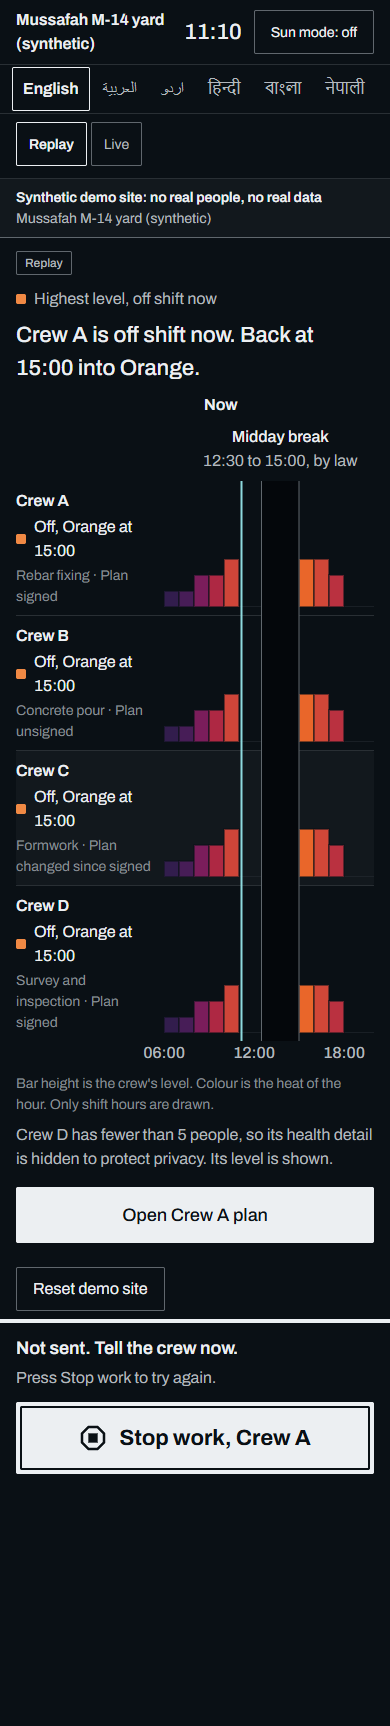 Mussafah M-14 yard
(synthetic)
11:10
Sun mode: off
English
العربية
اردو
हिन्दी
বাংলা
नेपाली
Replay
Live
Synthetic demo site: no real people, no real data
Mussafah M-14 yard (synthetic)
Replay
Highest level, off shift now
Crew A is off shift now. Back at
15:00 into Orange.
Now
Midday break
12:30 to 15:00, by law
Crew A
Off, Orange at
15:00
Rebar fixing · Plan
signed
Crew B
Off, Orange at
15:00
Concrete pour · Plan
unsigned
Crew C
Off, Orange at
15:00
Formwork · Plan
changed since signed
Crew D
Off, Orange at
15:00
Survey and
inspection · Plan
signed
06:00
12:00
18:00
Bar height is the crew's level. Colour is the heat of the
hour. Only shift hours are drawn.
Crew D has fewer than 5 people, so its health detail
is hidden to protect privacy. Its level is shown.
Open Crew A plan
Reset demo site
Not sent. Tell the crew now.
Press Stop work to try again.
Stop work, Crew A